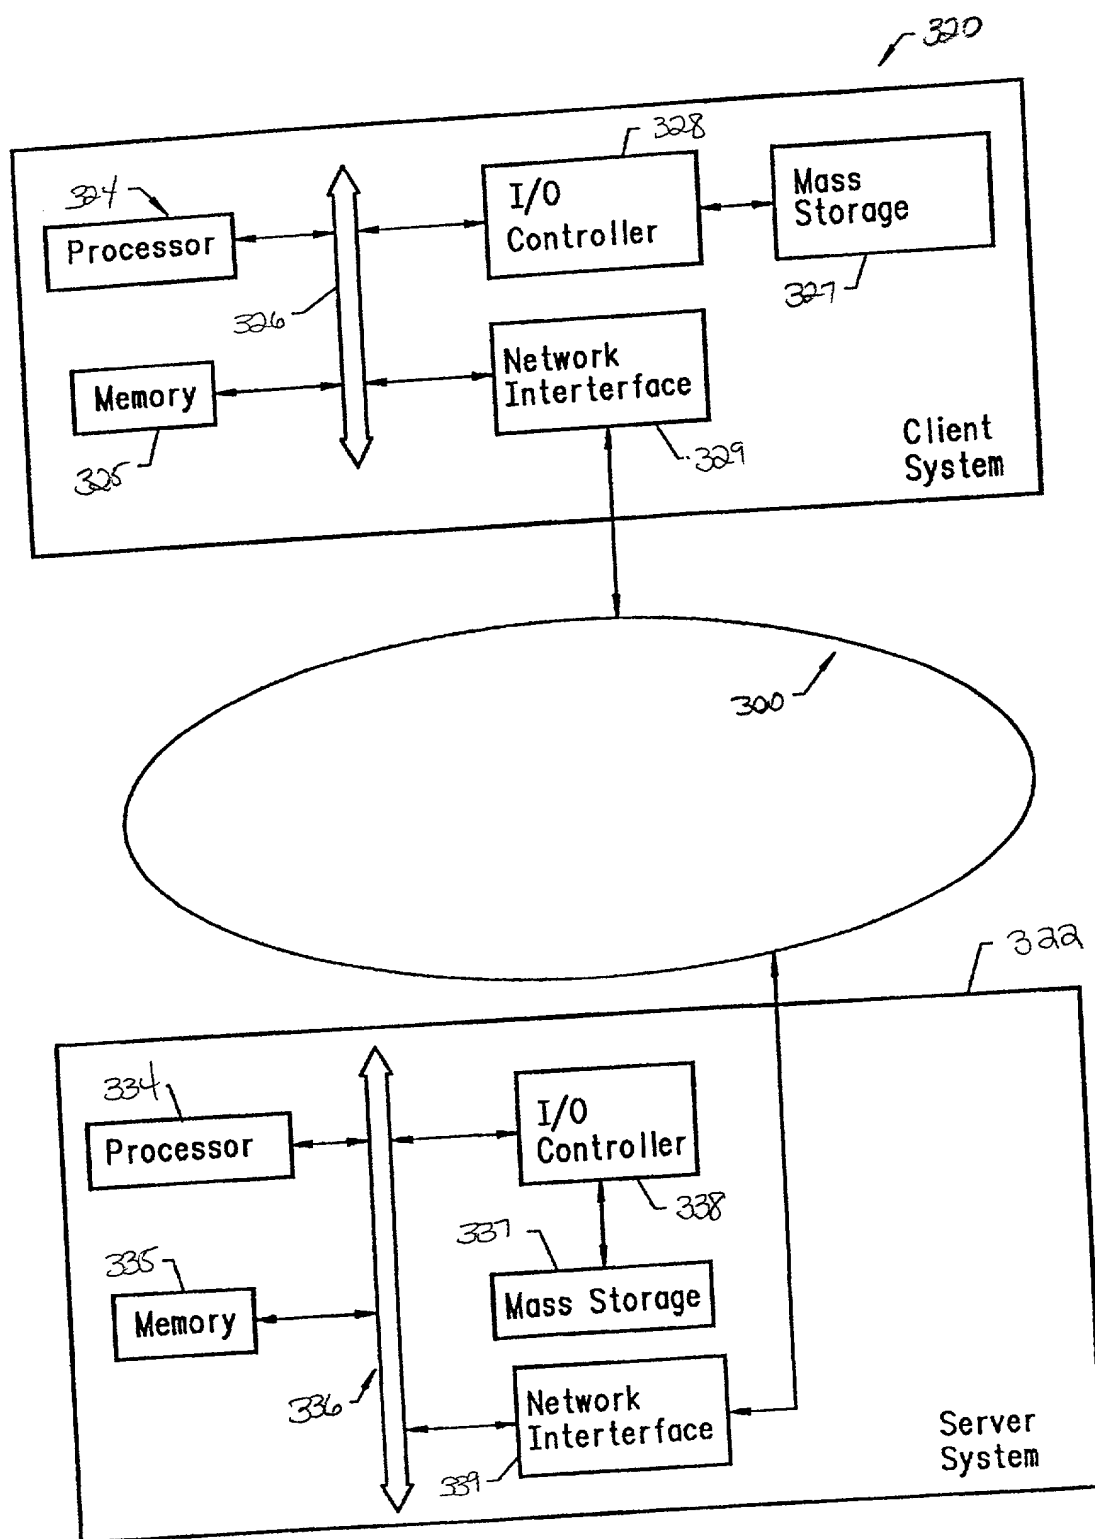 320
328
324
I/O
Controller
Mass
Storage
Processor
326
327
Network
Interterface
Memory
325
329
Client
System
300
322
334
I/O
Controller
Processor
338
337
335
Mass Storage
Memory
336
Network
Interterface
339
Server
System